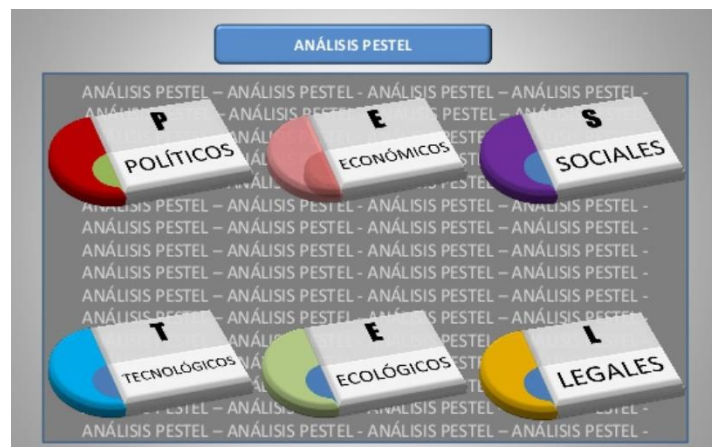 ANÁLISIS PESTEL
ANÁLISIS PESTEL – ANÁLISIS PESTEL - ANÁLISIS PESTEL – ANÁLISIS PESTEL -
P
POLÍTICOS
E
ECONÓMICOS
S
SOCIALES
ANÁLISIS PESTEL – ANÁLISIS PESTEL - ANÁLISIS PESTEL – ANÁLISIS PESTEL -
ANÁLISIS PESTEL – ANÁLISIS PESTEL - ANÁLISIS PESTEL – ANÁLISIS PESTEL -
ANÁLISIS PESTEL – ANÁLISIS PESTEL - ANÁLISIS PESTEL – ANÁLISIS PESTEL -
ANÁLISIS PESTEL – ANÁLISIS PESTEL - ANÁLISIS PESTEL – ANÁLISIS PESTEL -
ANÁLISIS PESTEL – ANÁLISIS PESTEL - ANÁLISIS PESTEL – ANÁLISIS PESTEL -
T
TECNOLÓGICOS
E
ECOLÓGICOS
L
LEGALES
ANÁLISIS PESTEL – ANÁLISIS PESTEL - ANÁLISIS PESTEL – ANÁLISIS PESTEL -